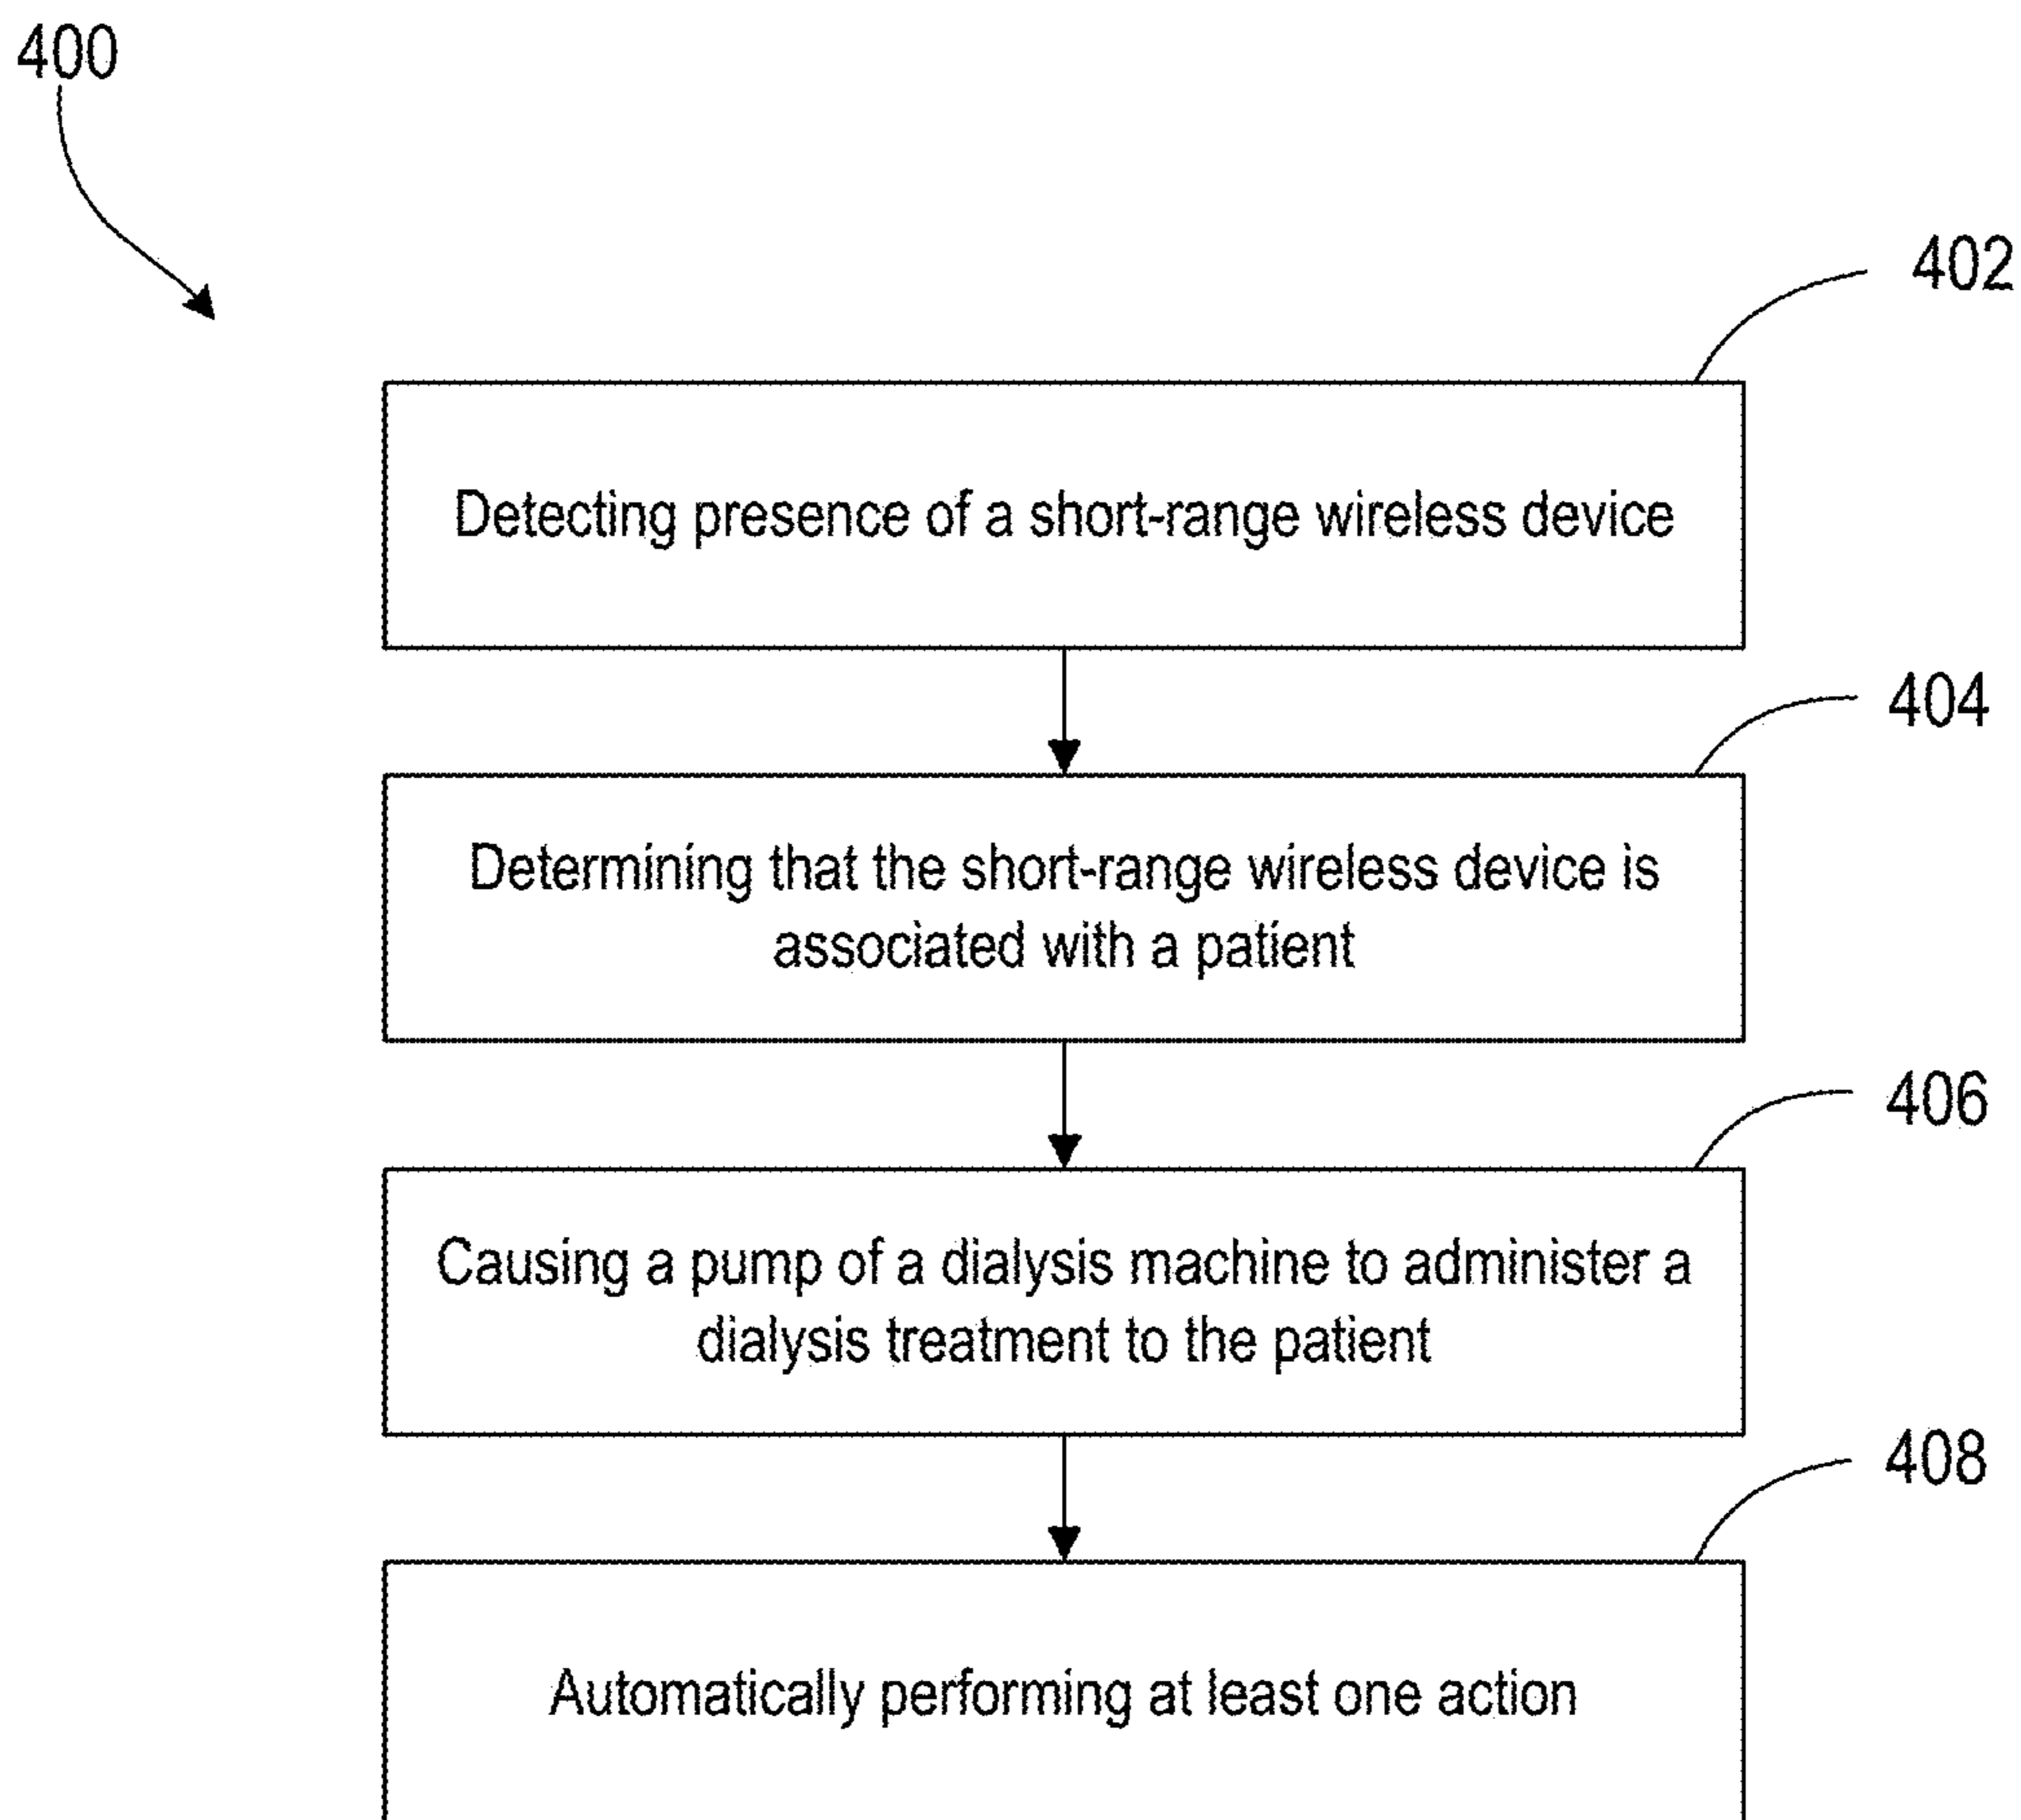 400
402
Detecting presence of a short-range wireless device
404
Determining that the short-range wireless device is
associated with a patient
406
Causing a pump of a dialysis machine to administer a
dialysis treatment to the patient
408
Automatically performing at least one action